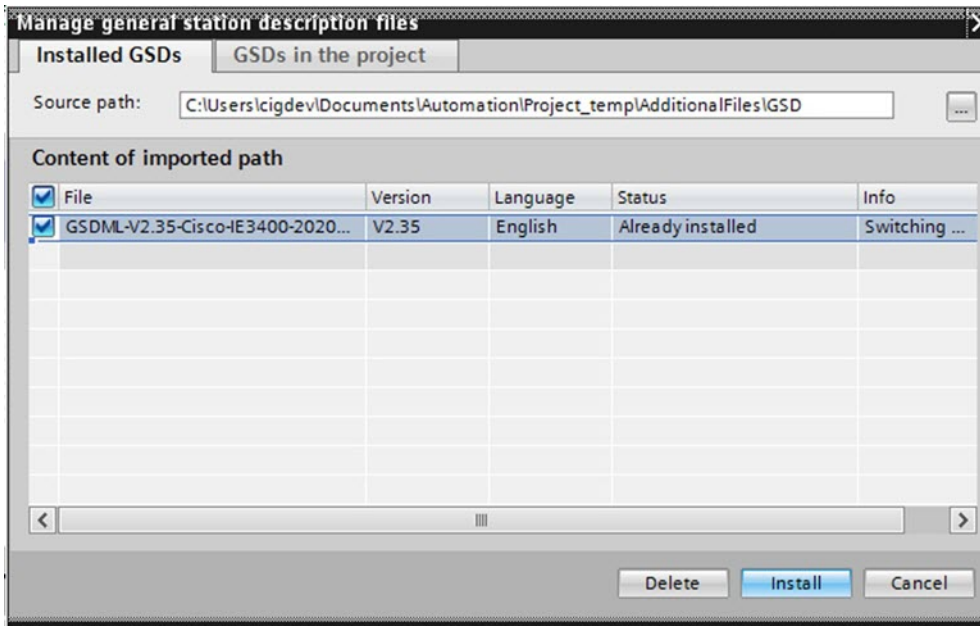 Manage general station description files
Installed GSDs GSDs in the project
Source path: C:\Users\cigdev\Documents\Automation\Project_temp\AdditionalFiles\GSD ...
Content of imported path
File Version Language Status Info
GSDML-V2.35-Cisco-IE3400-2020... V2.35 English Already installed Switching ...
Delete Install Cancel